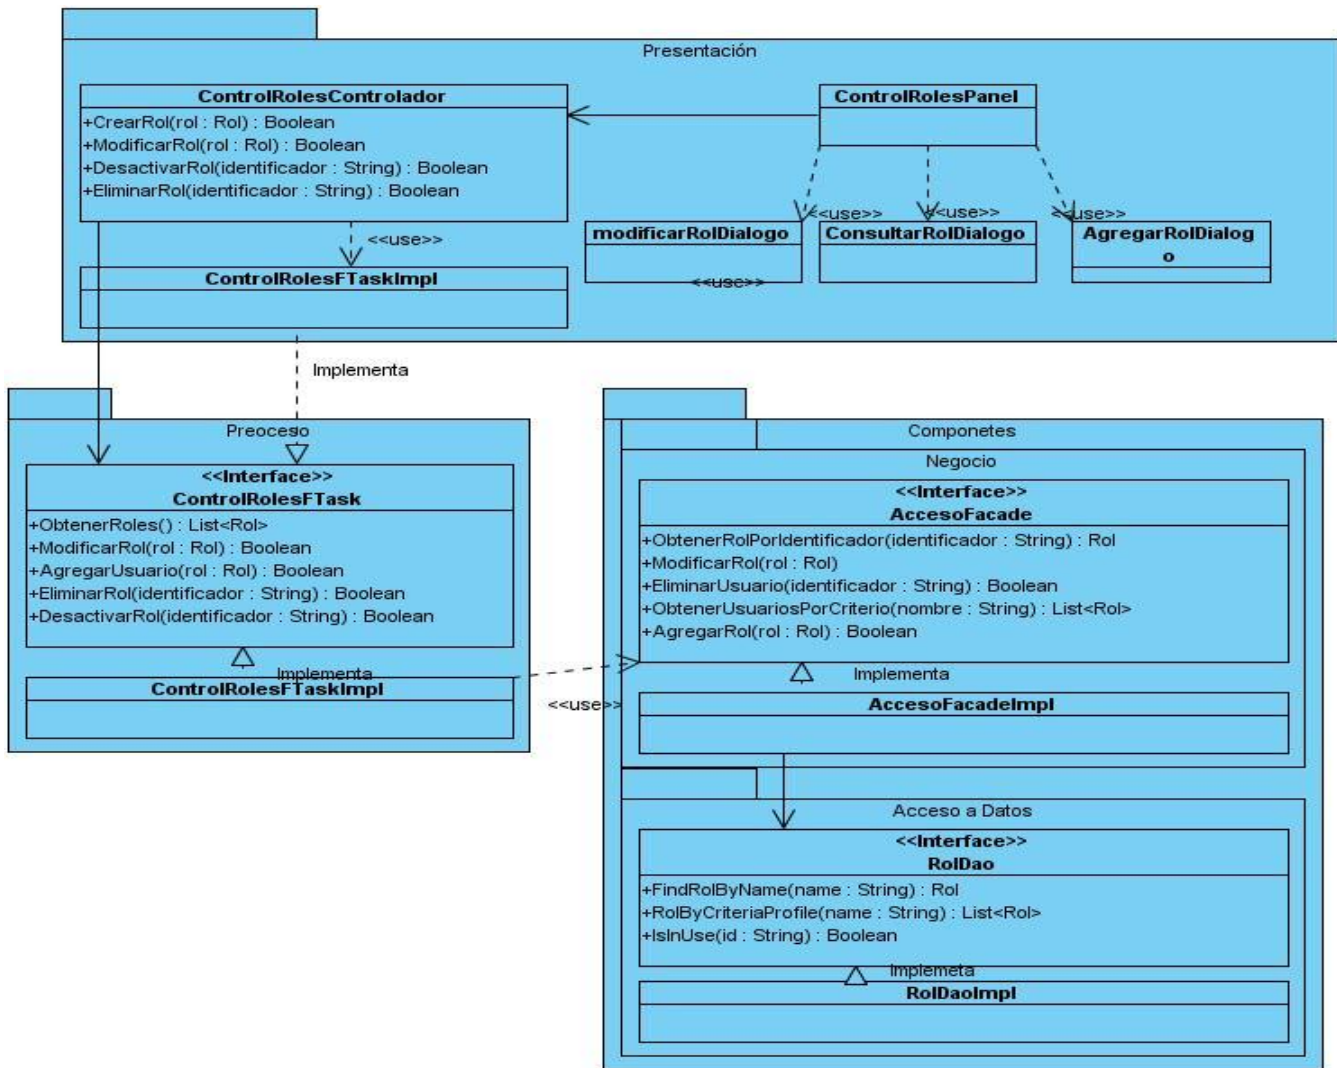 Presentación
ControlRolesControlador
+CrearRol(rol : Rol) : Boolean
+ModificarRol(rol : Rol) : Boolean
+DesactivarRol(identificador : String) : Boolean
+EliminarRol(identificador : String) : Boolean
ControlRolesPanel
<<use>>
<<use>>
<<use>>
<<use>>
modificarRolDialogo
<<use>>
ConsultarRolDialogo
AgregarRolDialog
o
ControlRolesFTaskImpl
Implementa
Preoceso
<<Interface>>
ControlRolesFTask
+ObtenerRoles() : List<Rol>
+ModificarRol(rol : Rol) : Boolean
+AgregarUsuario(rol : Rol) : Boolean
+EliminarRol(identificador : String) : Boolean
+DesactivarRol(identificador : String) : Boolean
Implementa
ControlRolesFTaskImpl
<<use>>
Componetes
Negocio
<<Interface>>
AccesoFacade
+ObtenerRolPorIdentificador(identificador : String) : Rol
+ModificarRol(rol : Rol)
+EliminarUsuario(identificador : String) : Boolean
+ObtenerUsuariosPorCriterio(nombre : String) : List<Rol>
+AgregarRol(rol : Rol) : Boolean
Implementa
AccesoFacadeImpl
Acceso a Datos
<<Interface>>
RolDao
+FindRolByName(name : String) : Rol
+RolByCriteriaProfile(name : String) : List<Rol>
+IsInUse(id : String) : Boolean
Implemeta
RolDaoImpl